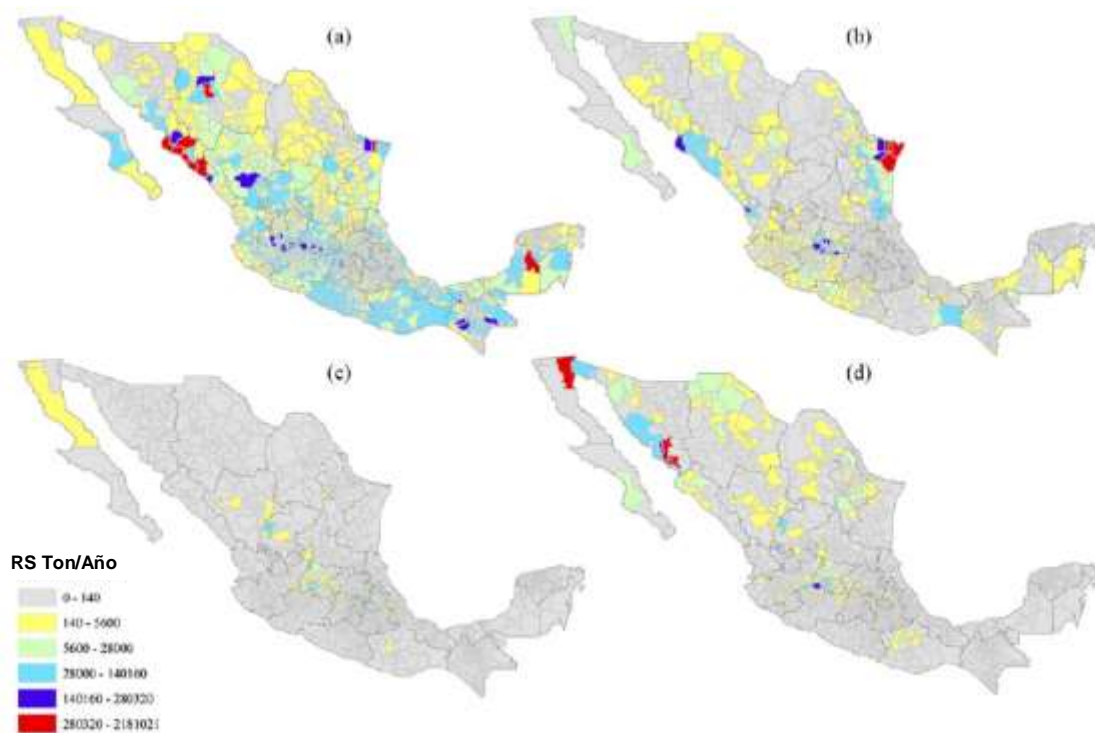 (a)
(b)
(c)
(d)
RS Ton/Año
0 - 140
140 - 5600
5600 - 28000
28000 - 140160
140160 - 280320
280320 - 2181021